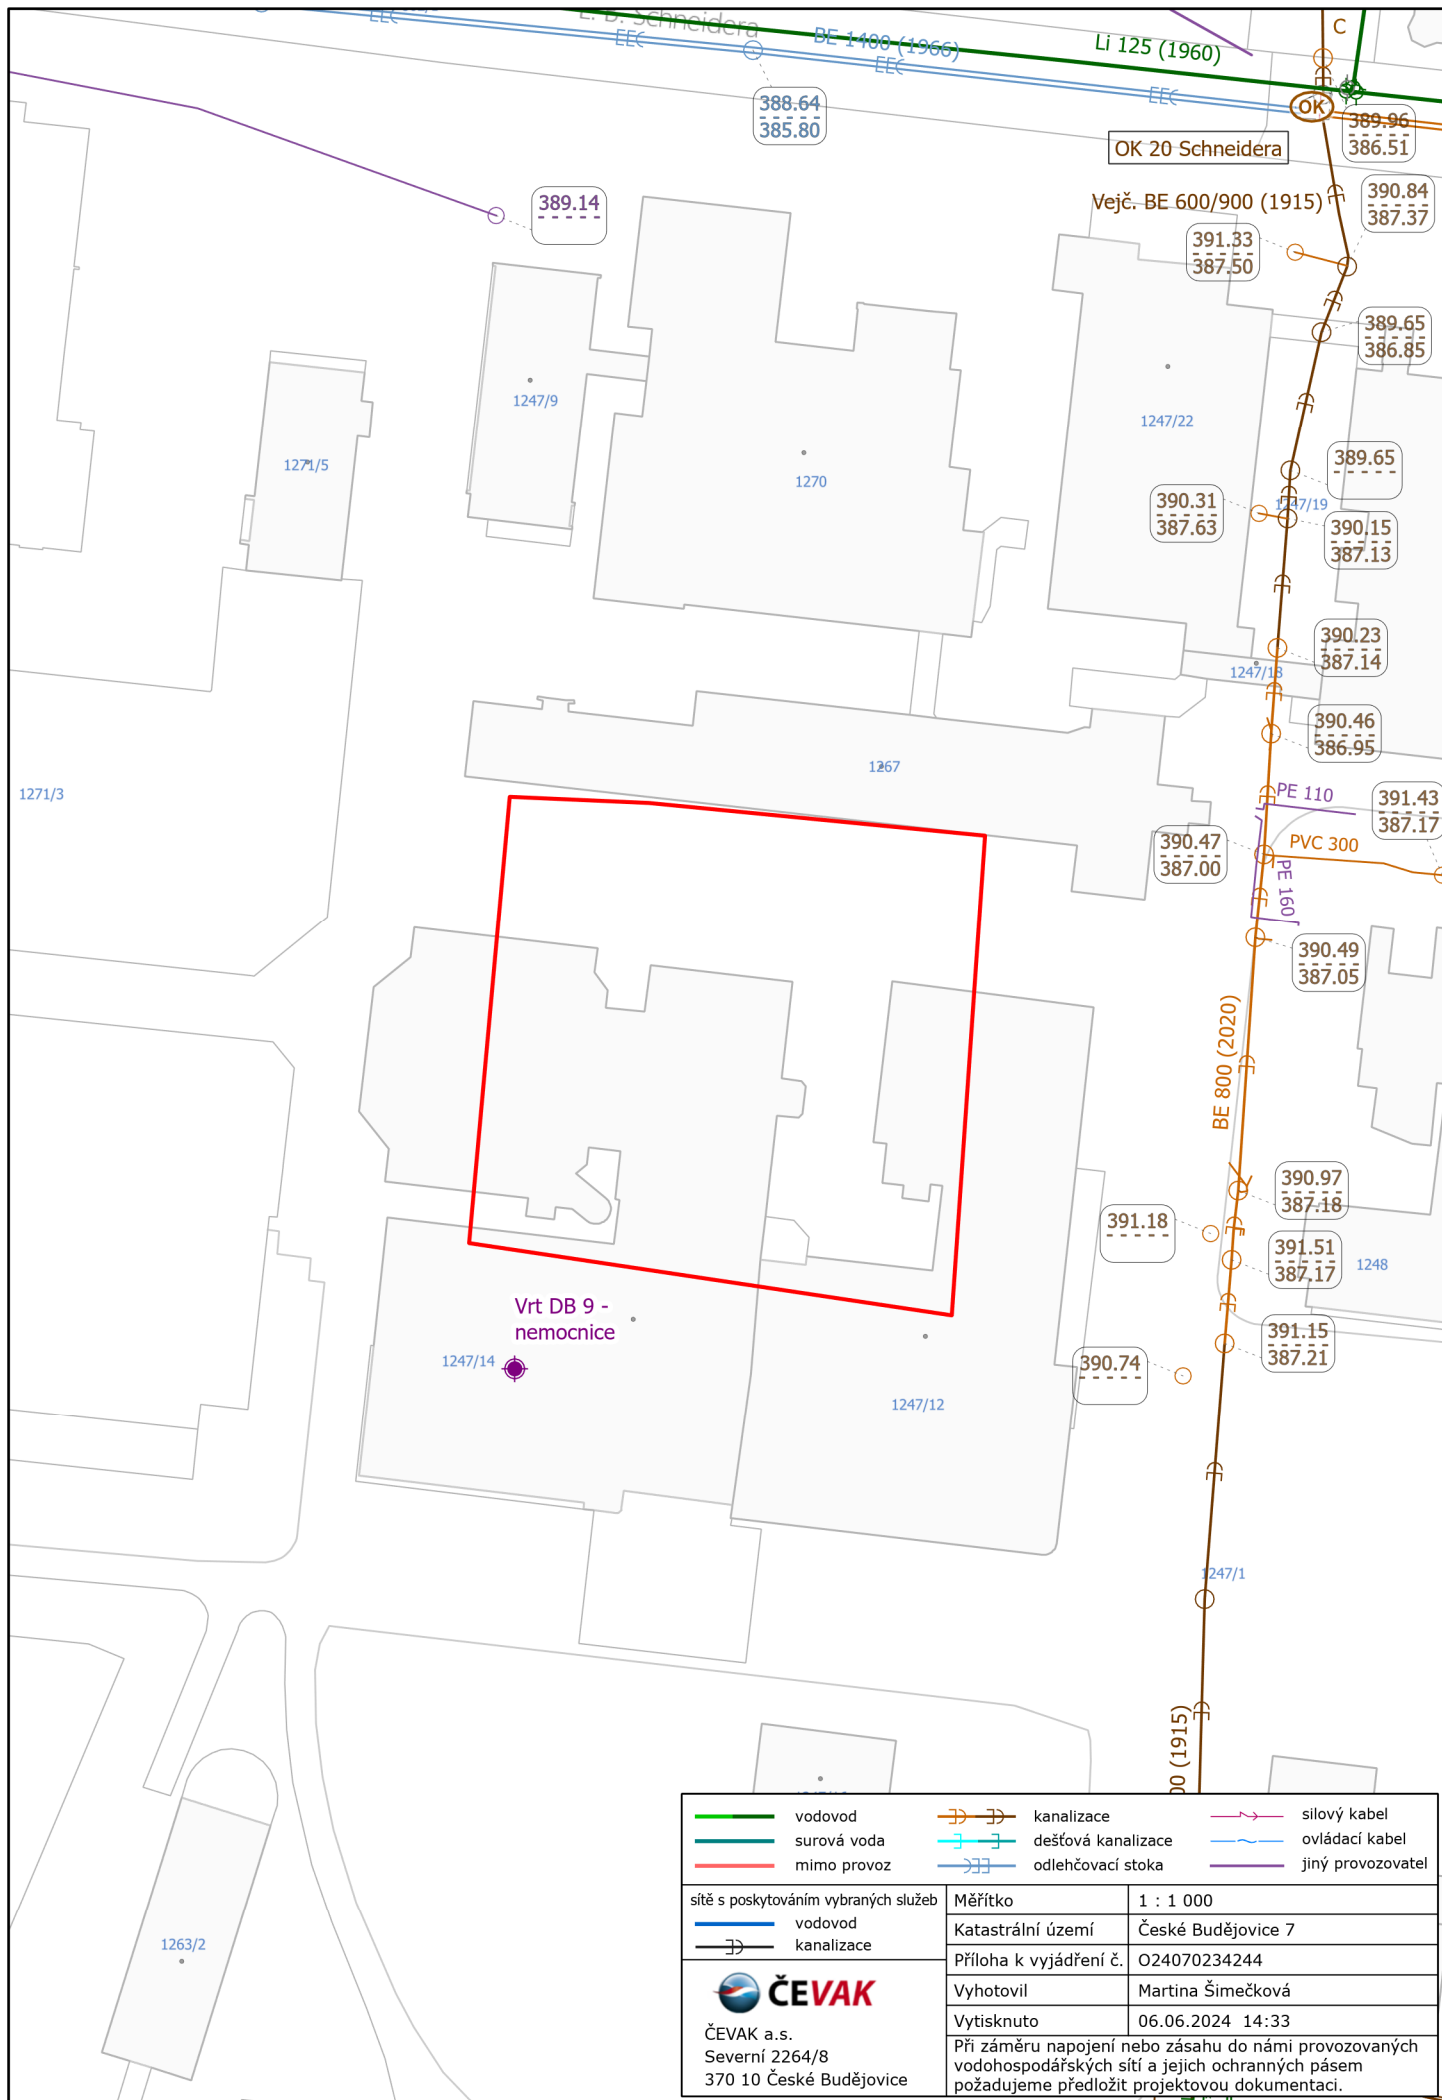 L. B. Schneidera
BE 1400 (1966)
Li 125 (1960)
C
388.64
385.80
OK
389.96
386.51
OK 20 Schneidera
389.14
Vejč. BE 600/900 (1915)
390.84
387.37
391.33
387.50
389.65
386.85
1247/9
1247/22
1271/5
1270
389.65
390.31
387.63
1247/19
390.15
387.13
390.23
387.14
1247/18
390.46
386.95
1267
1271/3
PE 110
391.43
387.17
390.47
387.00
PVC 300
PE 160
390.49
387.05
BE 800 (2020)
390.97
387.18
391.18
391.51
387.17
1248
Vrt DB 9 -
nemocnice
391.15
387.21
1247/14
390.74
1247/12
1247/1
00 (1915)
1263/2
vodovod
surová voda
mimo provoz
kanalizace
dešťová kanalizace
odlehčovací stoka
silový kabel
ovládací kabel
jiný provozovatel
sítě s poskytováním vybraných služeb
vodovod
kanalizace
Měřítko 1 : 1 000
Katastrální území České Budějovice 7
Příloha k vyjádření č. O24070234244
Vyhotovil Martina Šimečková
Vytisknuto 06.06.2024 14:33
ČEVAK
ČEVAK a.s.
Severní 2264/8
370 10 České Budějovice
Při záměru napojení nebo zásahu do námi provozovaných
vodohospodářských sítí a jejich ochranných pásem
požadujeme předložit projektovou dokumentaci.